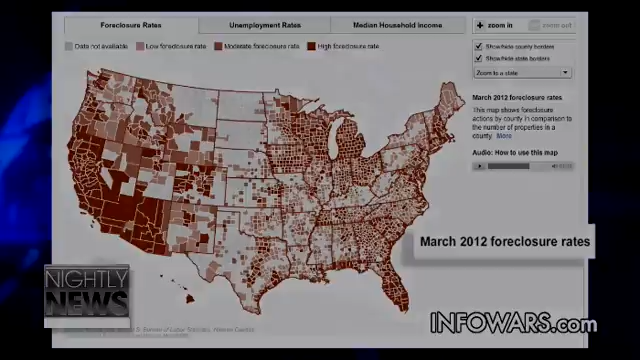 Foreclosure Rates
Unemployment Rates
Median Household Income
zoom in
zoom out
Data not available
Low foreclosure rate
Moderate foreclosure rate
High foreclosure rate
Show/hide county borders
Show/hide state borders
Zoom to a state
March 2012 foreclosure rates
This map shows foreclosure
actions by county in comparison to
the number of properties in a
county. More
Audio: How to use this map
March 2012 foreclosure rates
NIGHTLY
NEWS
INFOWARS.com